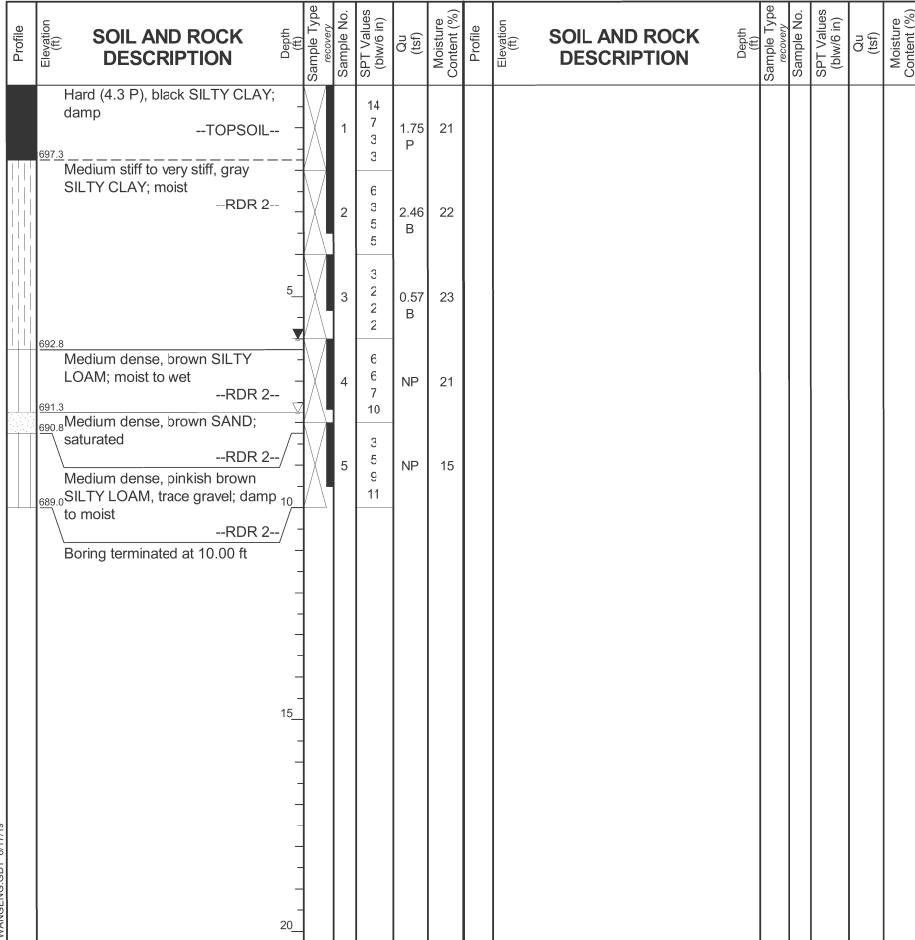 Profile
Elevation (ft)
SOIL AND ROCK
DESCRIPTION
Depth (ft)
Sample Type
recovery
Sample No.
SPT Values
(blw/6 in)
Qu
(tsf)
Moisture
Content (%)
Profile
Elevation (ft)
SOIL AND ROCK
DESCRIPTION
Depth (ft)
Sample Type
recovery
Sample No.
SPT Values
(blw/6 in)
Qu
(tsf)
Moisture
Content (%)
Hard (4.3 P), black SILTY CLAY;
damp
--TOPSOIL--
1
14
7
3
3
1.75
P
21
697.3
Medium stiff to very stiff, gray
SILTY CLAY; moist
--RDR 2--
2
6
3
5
5
2.46
B
22
5
3
3
2
2
2
0.57
B
23
692.8
Medium dense, brown SILTY
LOAM; moist to wet
--RDR 2--
4
6
6
7
10
NP
21
691.3
Medium dense, brown SAND;
690.8
saturated
--RDR 2--
5
3
5
9
11
NP
15
Medium dense, pinkish brown
SILTY LOAM, trace gravel; damp
689.0
10
to moist
--RDR 2--
Boring terminated at 10.00 ft
15
20